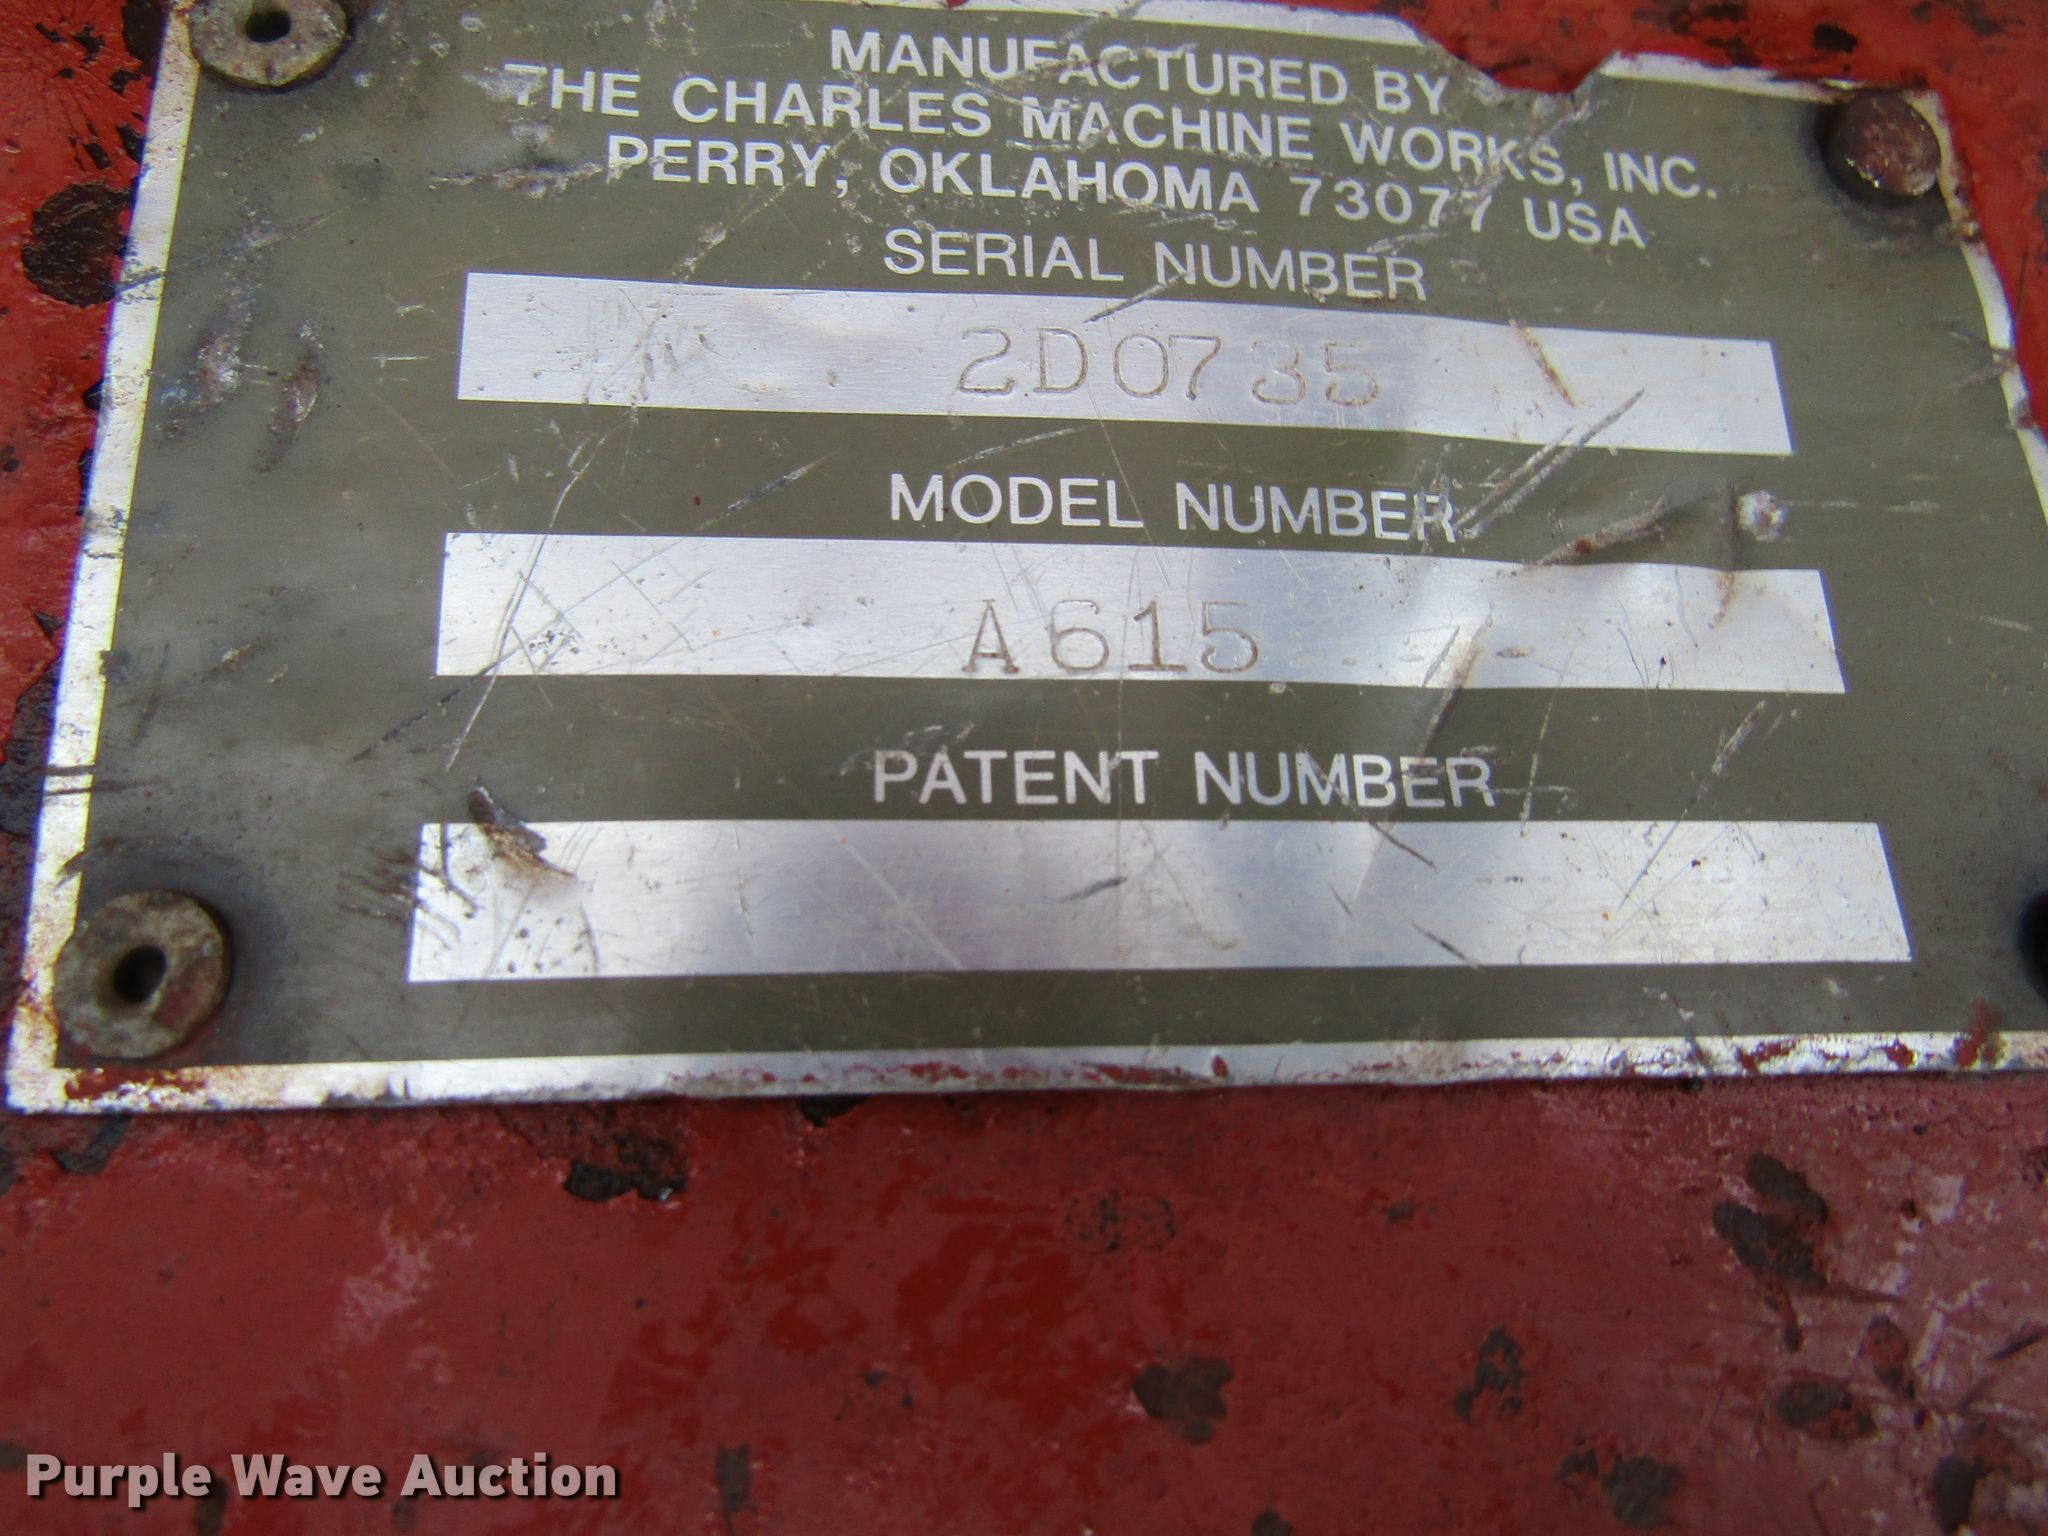 MANUFACTURED BY
THE CHARLES MACHINE WORKS, INC.
PERRY, OKLAHOMA 73077 USA
SERIAL NUMBER
2D0735
MODEL NUMBER
A615
PATENT NUMBER
Purple Wave Auction